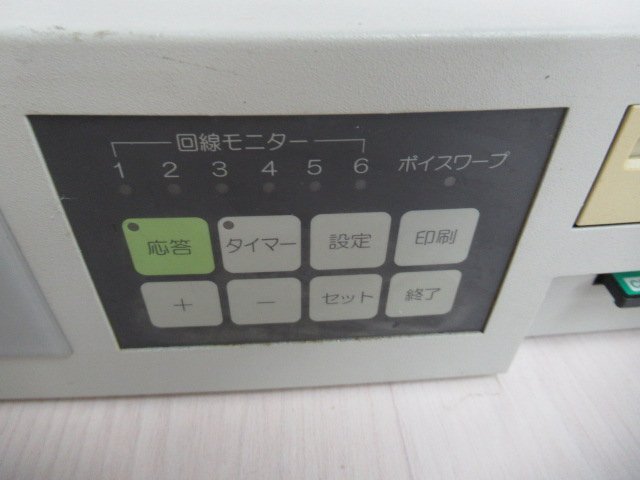 回線モニター
1 2 3 4 5 6 ボイスワープ
応答 タイマー 設定 印刷
+ − セット 終了